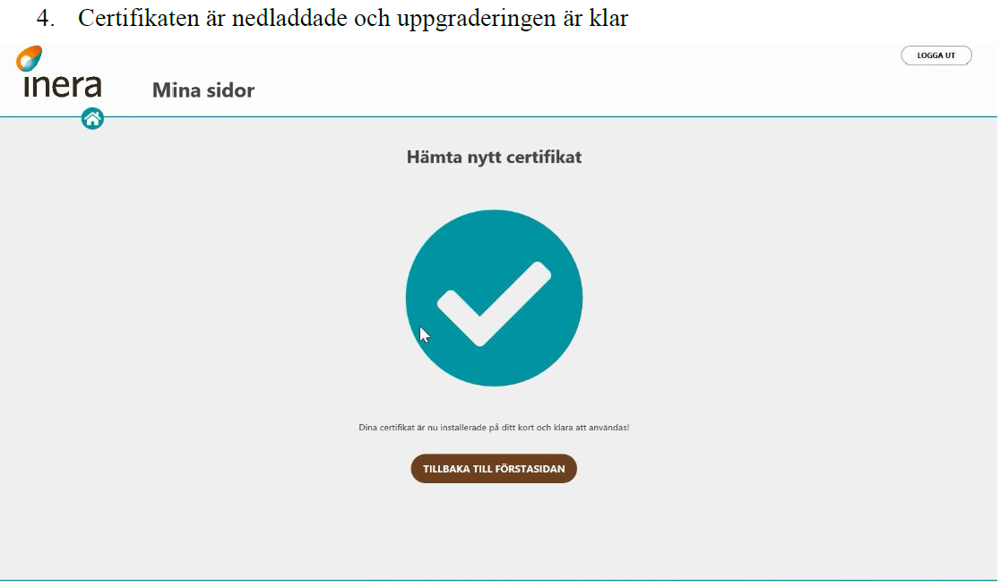 4. Certifikaten är nedladdade och uppgraderingen är klar
inera
Mina sidor
LOGGA UT
Hämta nytt certifikat
Dina certifikat är nu installerade på ditt kort och klara att användas!
TILLBAKA TILL FÖRSTASIDAN